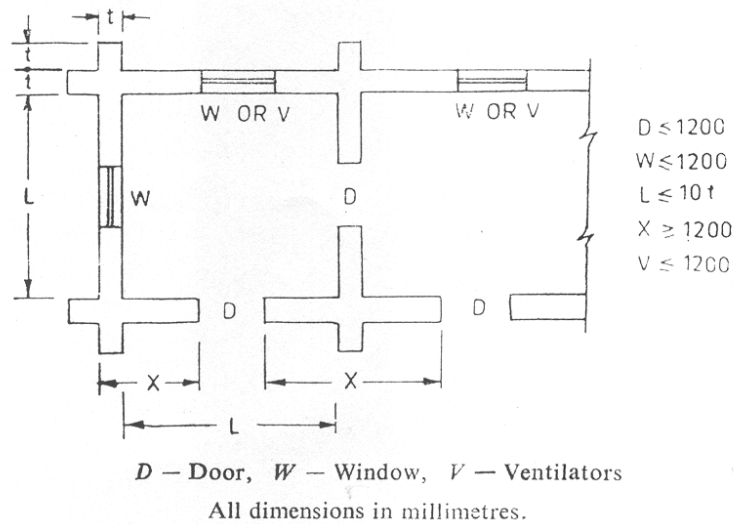 t
t
t
W OR V
W OR V
D ≤ 1200
W ≤ 1200
L ≤ 10 t
X ≥ 1200
V ≤ 1200
L
W
D
D
D
X
X
L
D — Door, W — Window, V — Ventilators
All dimensions in millimetres.